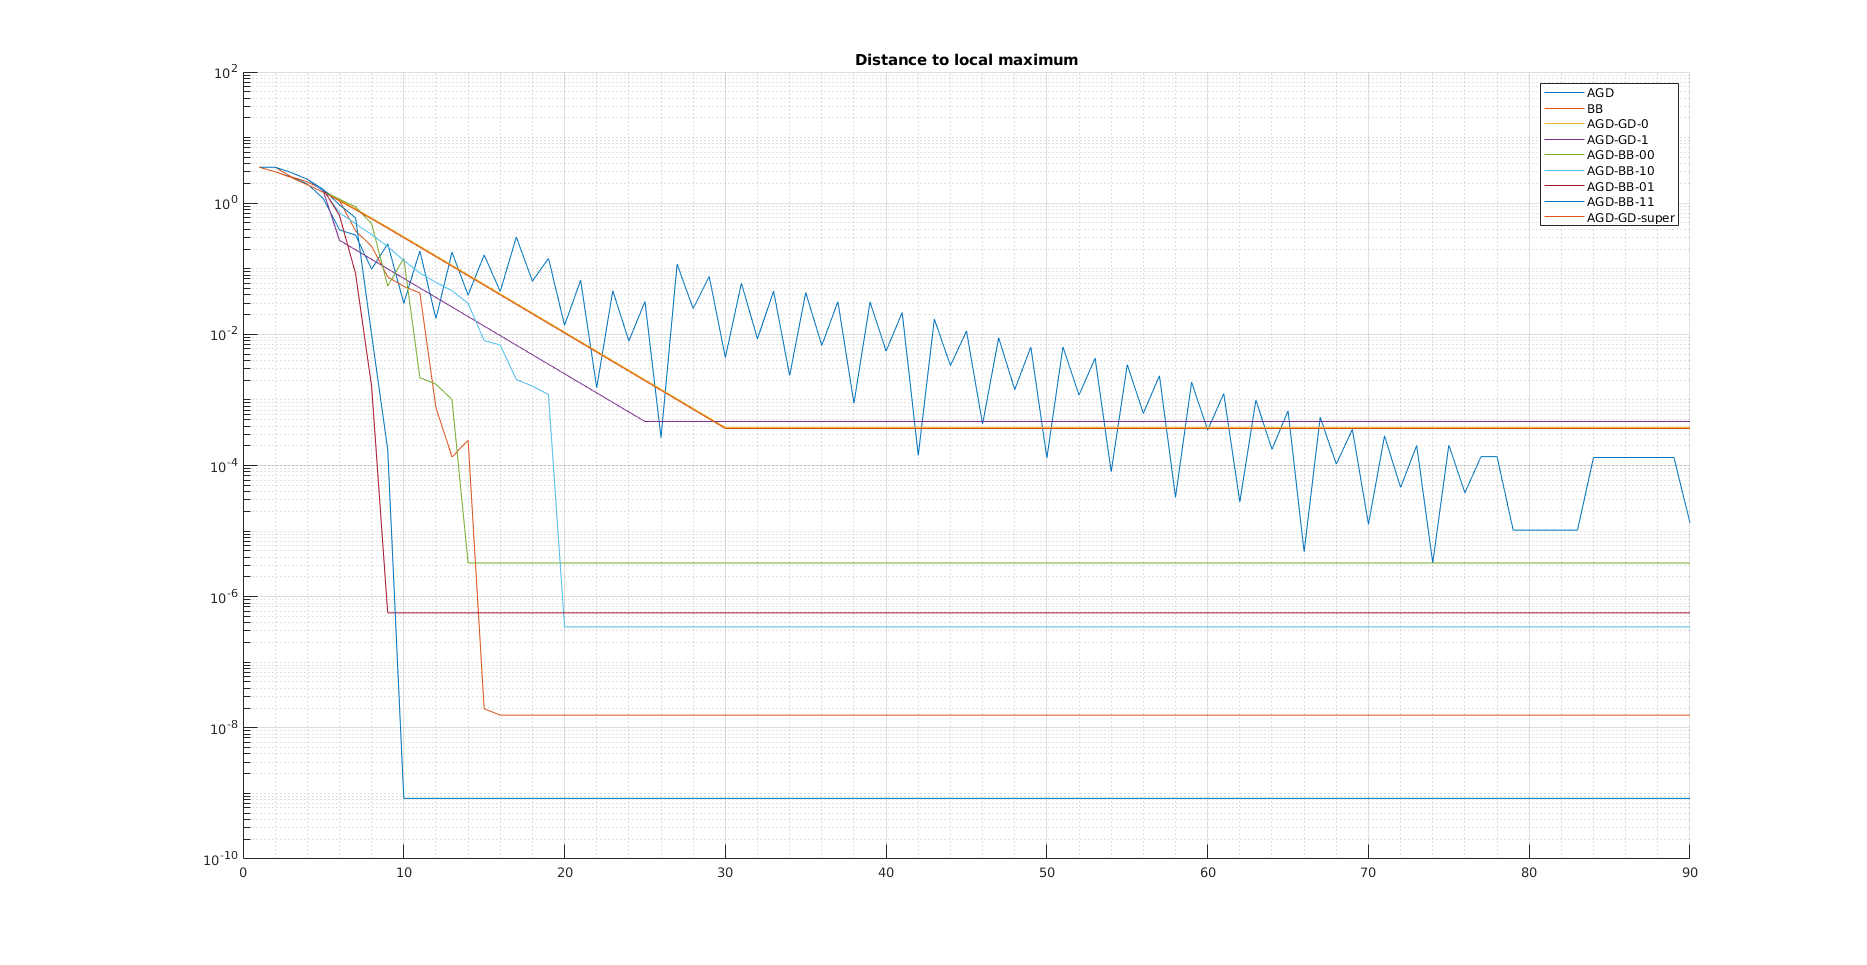 Distance to local maximum
10^2
10^0
10^-2
10^-4
10^-6
10^-8
10^-10
0 10 20 30 40 50 60 70 80 90
AGD
BB
AGD-GD-0
AGD-GD-1
AGD-BB-00
AGD-BB-10
AGD-BB-01
AGD-BB-11
AGD-GD-super